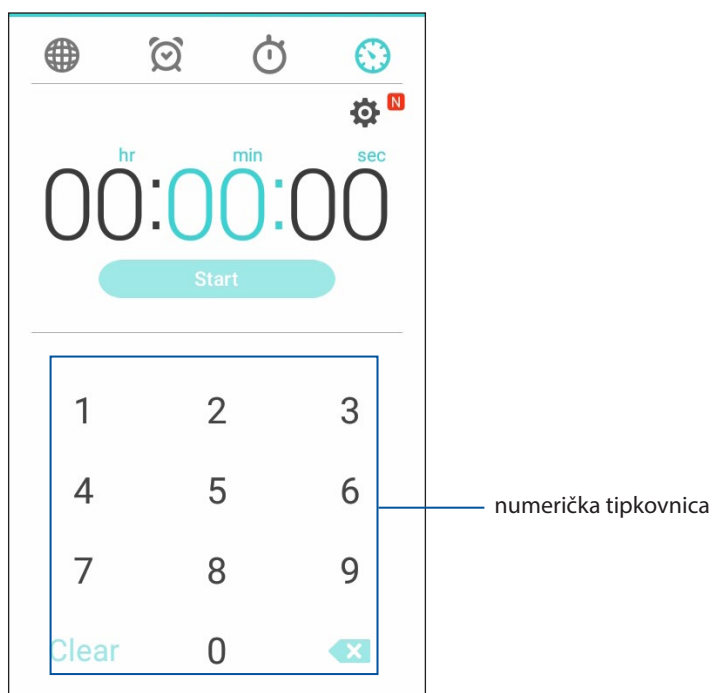 N
hr min sec
00:00:00
Start
1 2 3
4 5 6
numerička tipkovnica
7 8 9
Clear 0